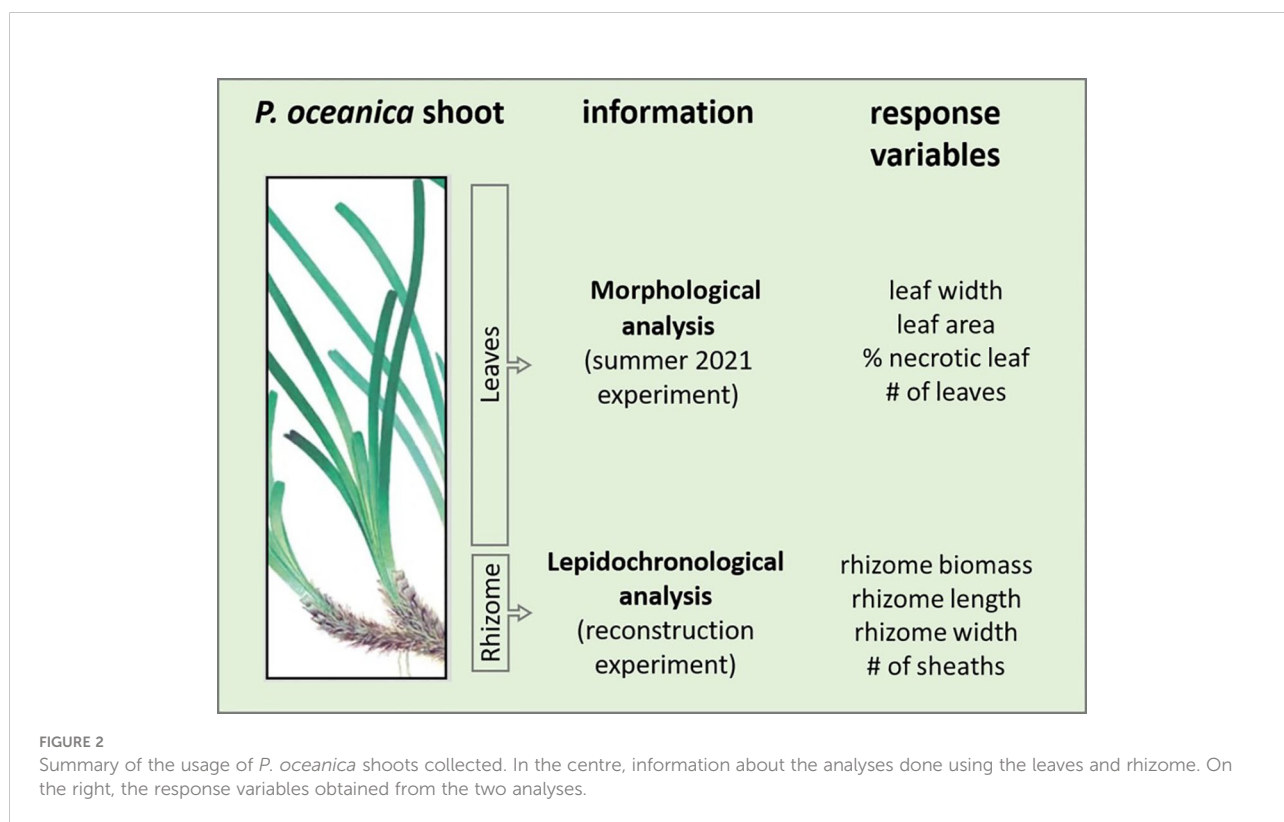 P. oceanica shoot
information
response
variables
Leaves
Morphological
analysis
(summer 2021
experiment)
leaf width
leaf area
% necrotic leaf
# of leaves
Rhizome
Lepidochronological
analysis
(reconstruction
experiment)
rhizome biomass
rhizome length
rhizome width
# of sheaths
FIGURE 2
Summary of the usage of P. oceanica shoots collected. In the centre, information about the analyses done using the leaves and rhizome. On
the right, the response variables obtained from the two analyses.